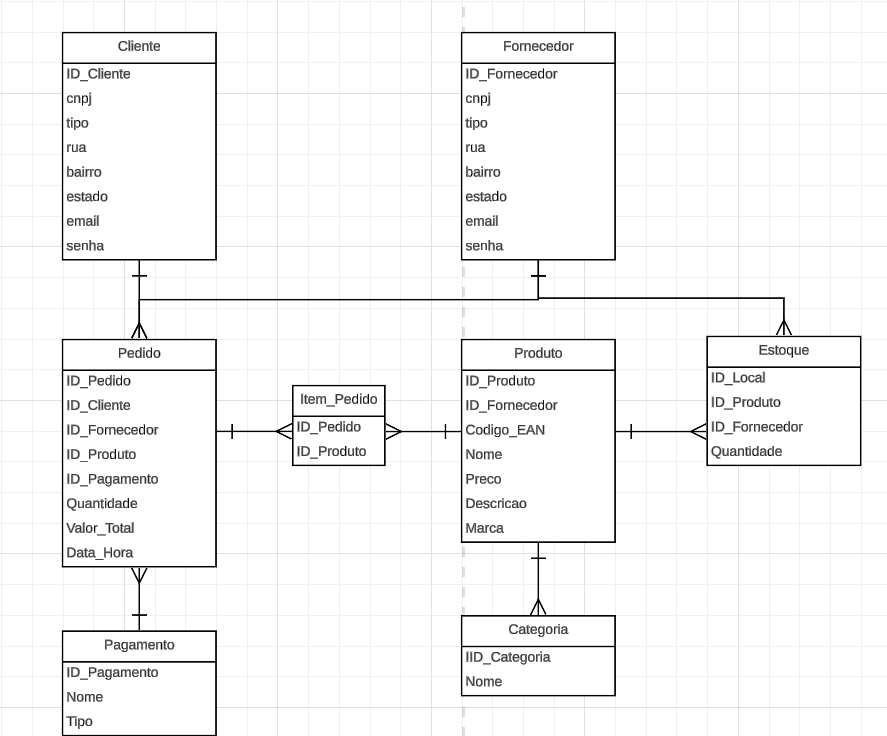 Cliente
ID_Cliente
cnpj
tipo
rua
bairro
estado
email
senha
Fornecedor
ID_Fornecedor
cnpj
tipo
rua
bairro
estado
email
senha
Pedido
ID_Pedido
ID_Cliente
ID_Fornecedor
ID_Produto
ID_Pagamento
Quantidade
Valor_Total
Data_Hora
Item_Pedido
ID_Pedido
ID_Produto
Produto
ID_Produto
ID_Fornecedor
Codigo_EAN
Nome
Preco
Descricao
Marca
Estoque
ID_Local
ID_Produto
ID_Fornecedor
Quantidade
Pagamento
ID_Pagamento
Nome
Tipo
Categoria
IID_Categoria
Nome